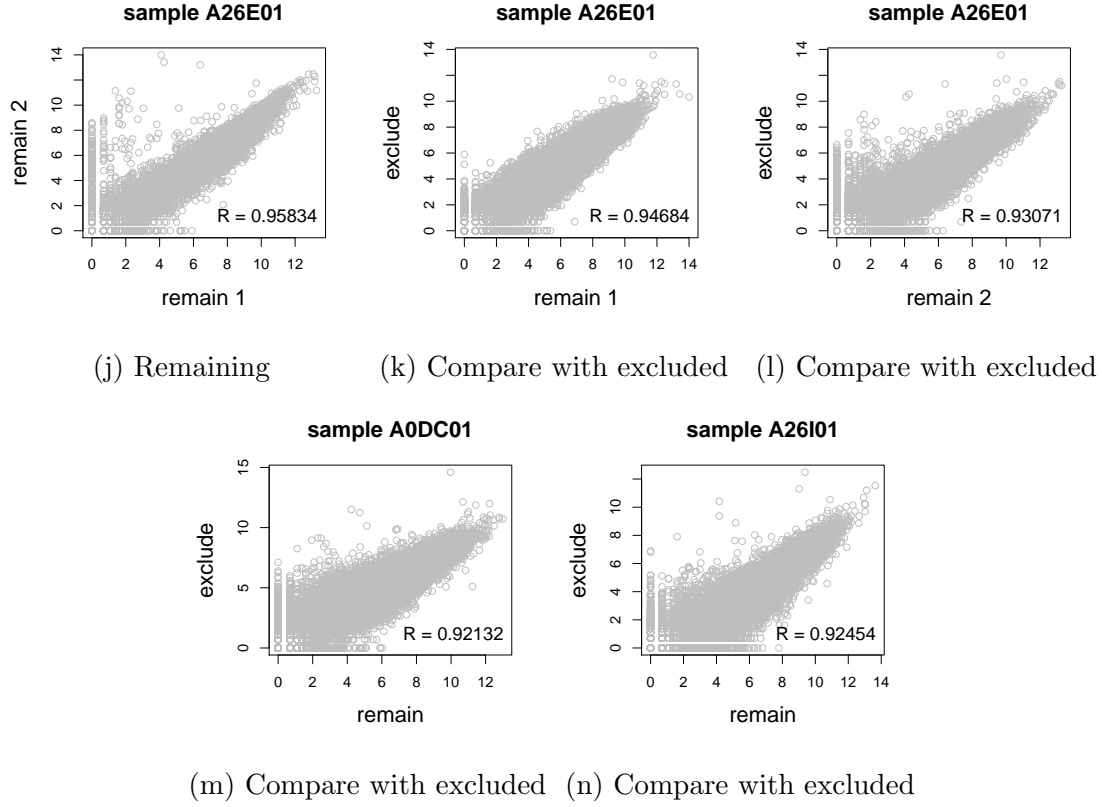 sample A26E01 sample A26E01 sample A26E01
remain 2
0 2 4 6 8 10 12 14
0 2 4 6 8 10 12
R = 0.95834
remain 1
exclude
0 2 4 6 8 10 12 14
0 2 4 6 8 10 12 14
R = 0.94684
remain 1
exclude
0 2 4 6 8 10 12 14
0 2 4 6 8 10 12
R = 0.93071
remain 2
(j) Remaining (k) Compare with excluded (l) Compare with excluded
sample A0DC01 sample A26I01
exclude
0 5 10 15
0 2 4 6 8 10 12
R = 0.92132
remain
exclude
0 2 4 6 8 10
0 2 4 6 8 10 12 14
R = 0.92454
remain
(m) Compare with excluded (n) Compare with excluded